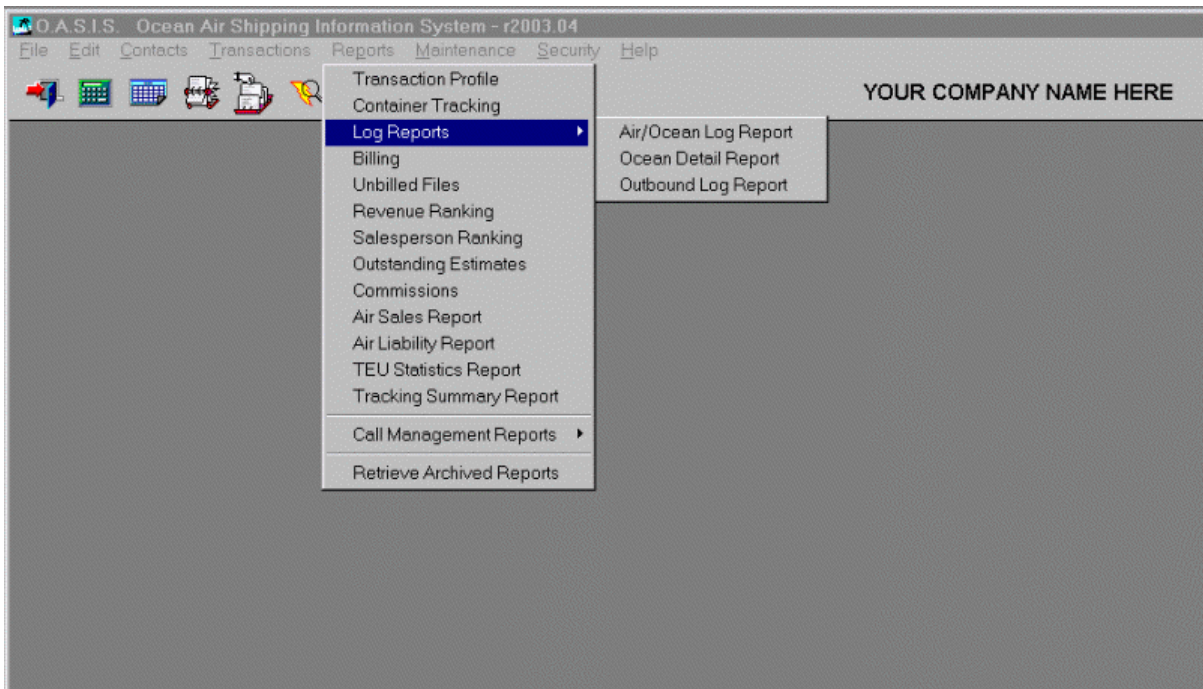 O.A.S.I.S. Ocean Air Shipping Information System - r2003.04
File Edit Contacts Transactions Reports Maintenance Security Help
YOUR COMPANY NAME HERE
Transaction Profile
Container Tracking
Log Reports
Air/Ocean Log Report
Ocean Detail Report
Outbound Log Report
Billing
Unbilled Files
Revenue Ranking
Salesperson Ranking
Outstanding Estimates
Commissions
Air Sales Report
Air Liability Report
TEU Statistics Report
Tracking Summary Report
Call Management Reports
Retrieve Archived Reports